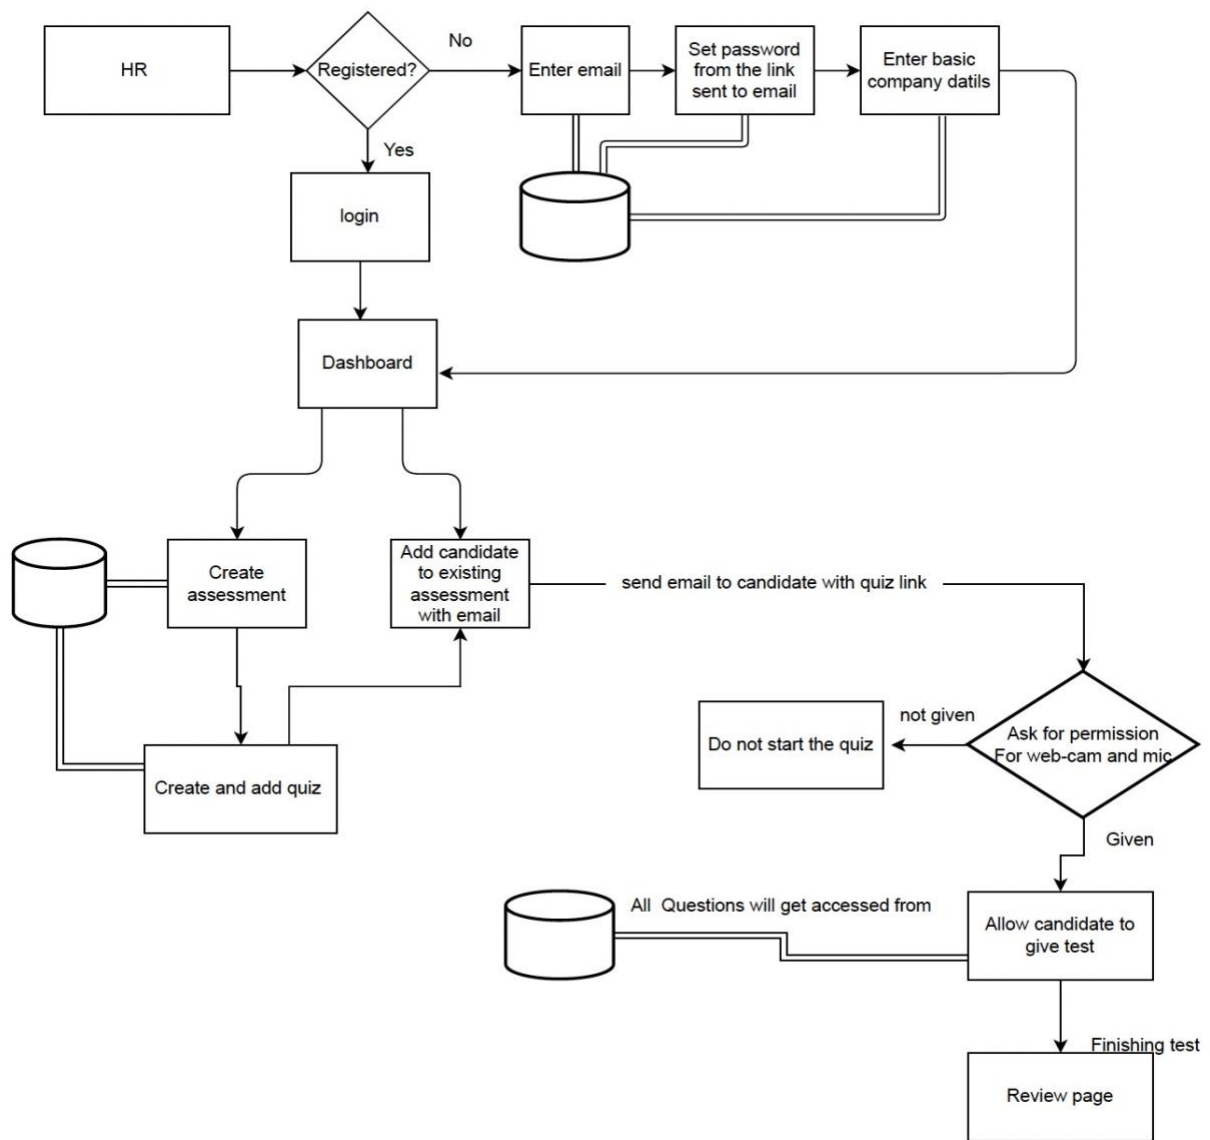 HR
Registered?
No
Enter email
Set password
from the link
sent to email
Enter basic
company datils
Yes
login
Dashboard
Create
assessment
Add candidate
to existing
assessment
with email
send email to candidate with quiz link
Create and add quiz
Do not start the quiz
not given
Ask for permission
For web-cam and mic
Given
All Questions will get accessed from
Allow candidate to
give test
Finishing test
Review page